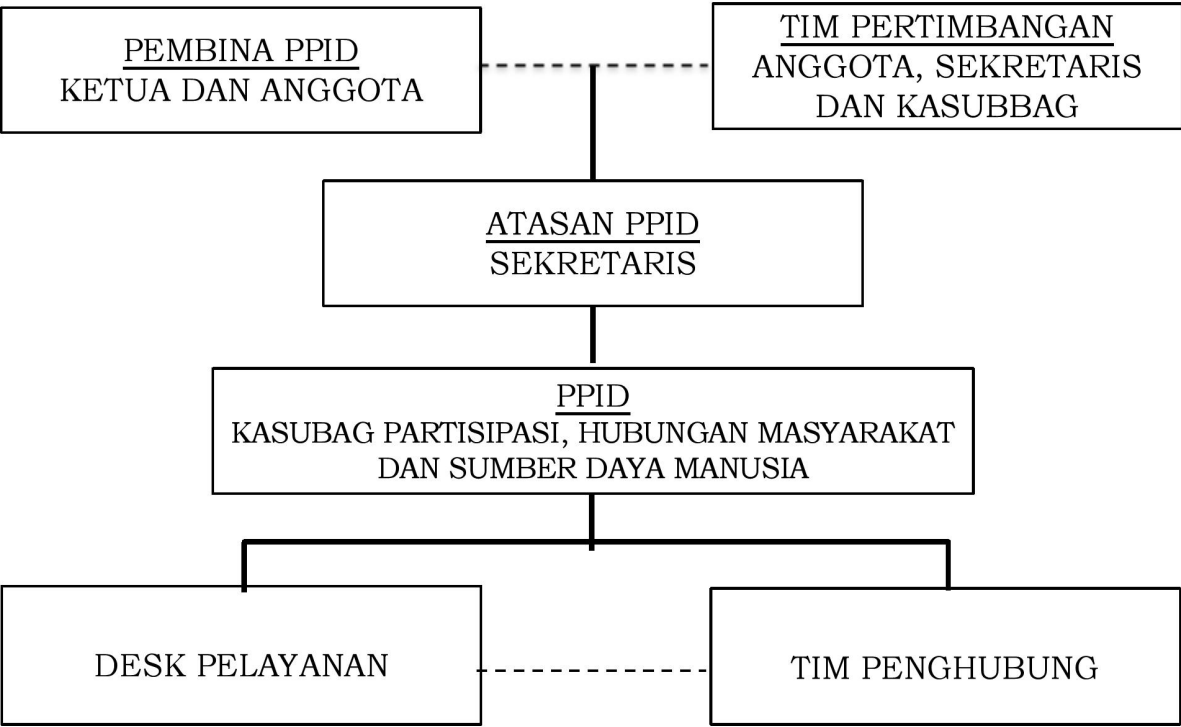 PEMBINA PPID
KETUA DAN ANGGOTA
TIM PERTIMBANGAN
ANGGOTA, SEKRETARIS
DAN KASUBBAG
ATASAN PPID
SEKRETARIS
PPID
KASUBAG PARTISIPASI, HUBUNGAN MASYARAKAT
DAN SUMBER DAYA MANUSIA
DESK PELAYANAN
TIM PENGHUBUNG